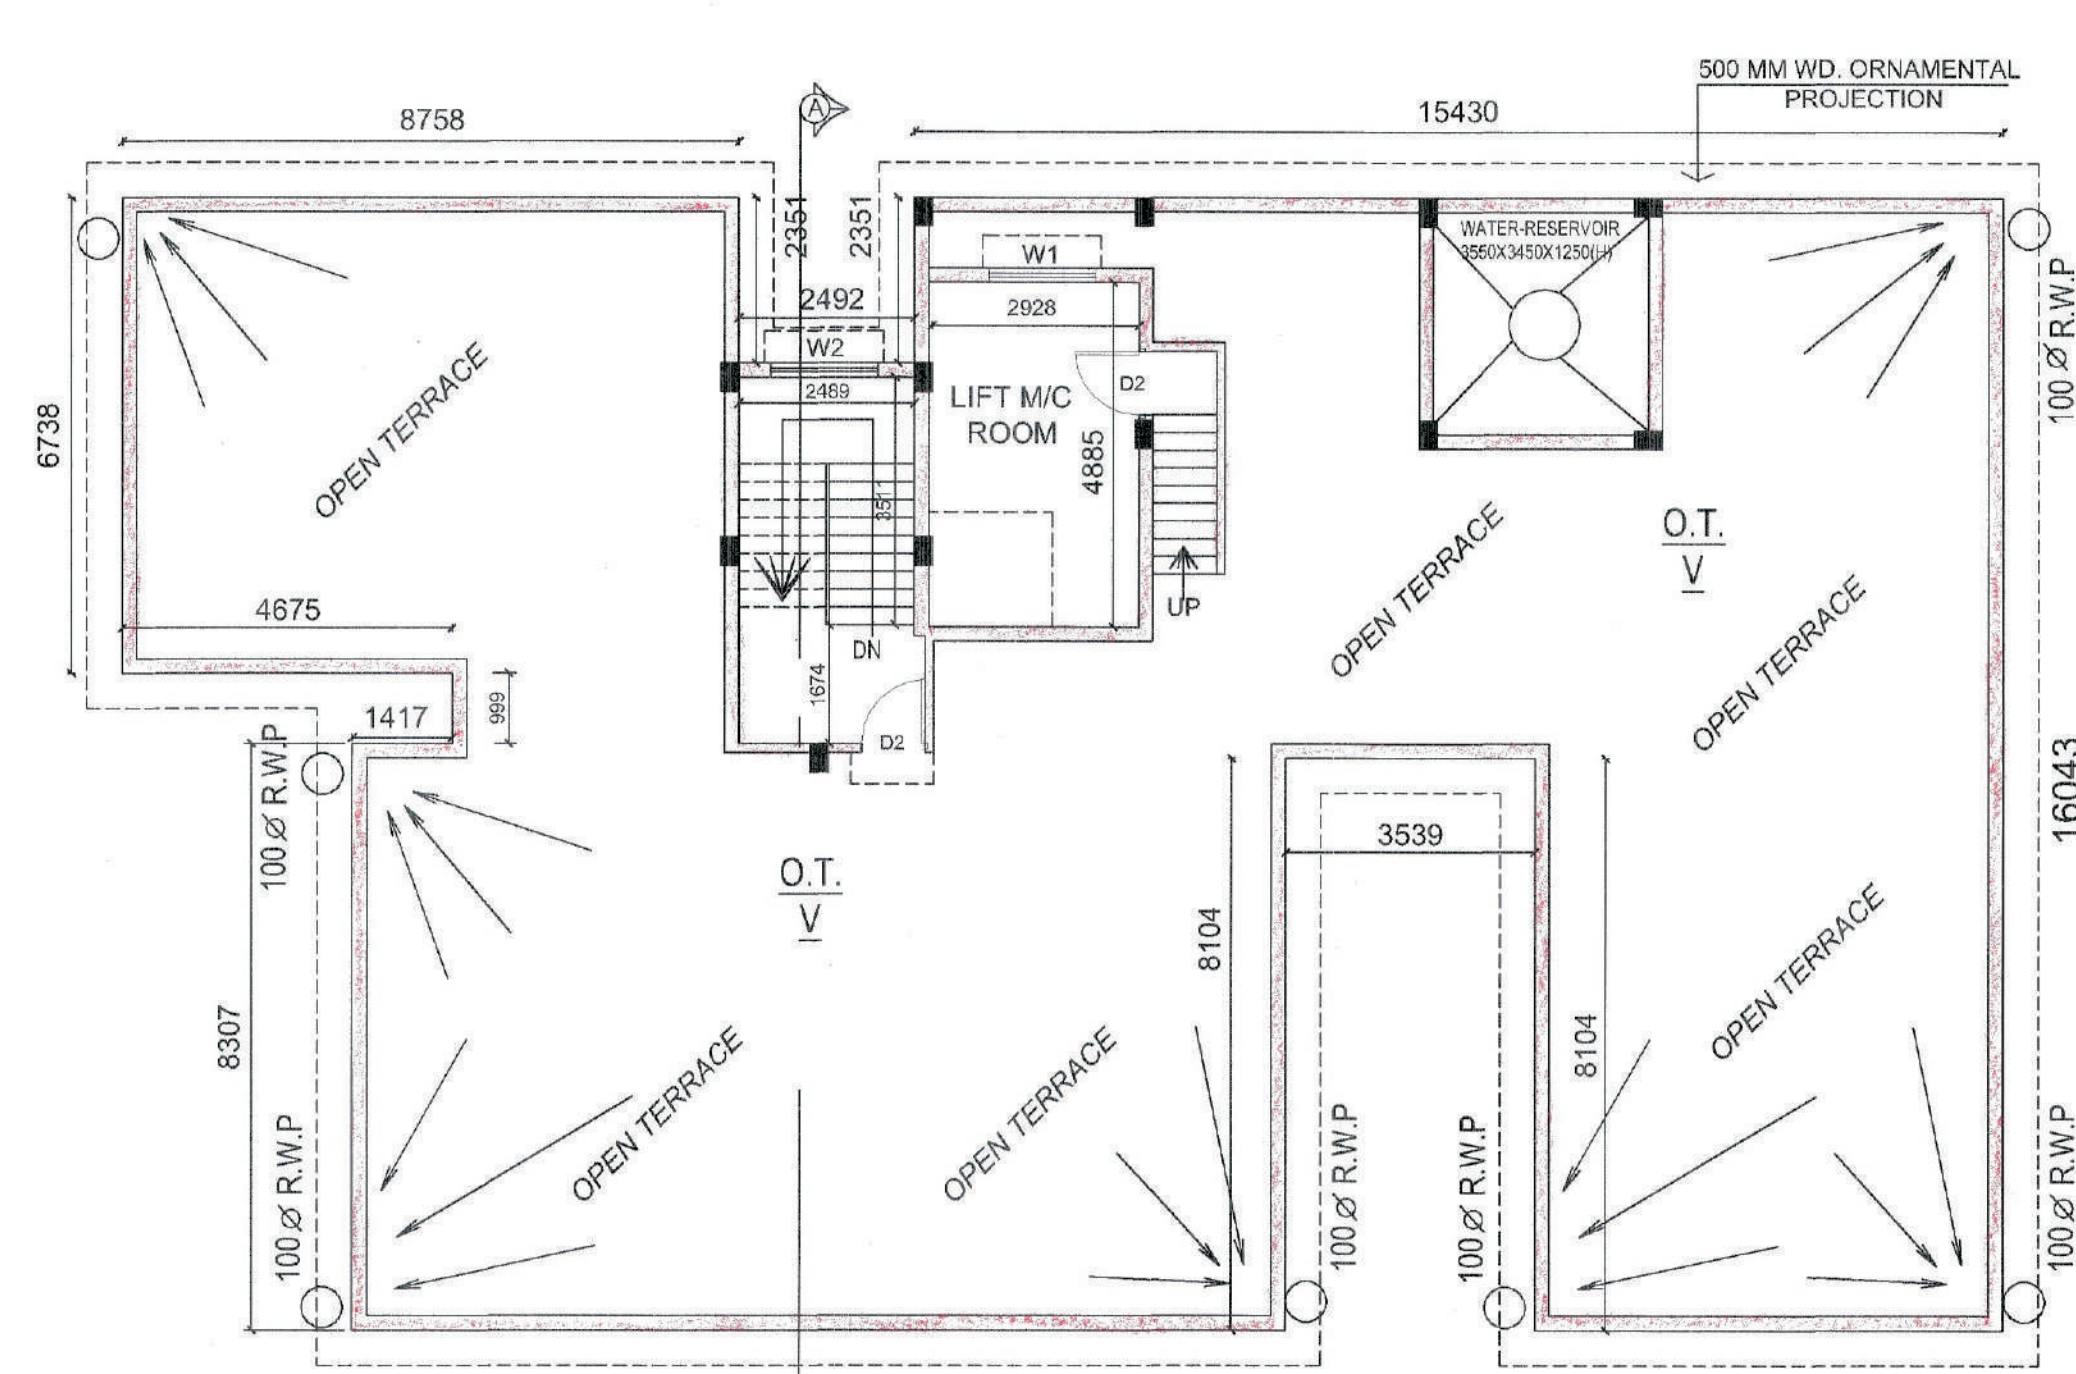 500 MM WD. ORNAMENTAL
PROJECTION
8758
A
15430
2351
2351
WATER-RESERVOIR
3550X3450X1250(H)
W1
2492
2928
W2
2489
D2
LIFT M/C
ROOM
4885
3511
100 Ø R.W.P
6738
OPEN TERRACE
O.T.
V
OPEN TERRACE
OPEN TERRACE
4675
UP
DN
1674
999
1417
D2
100 Ø R.W.P
16043
3539
O.T.
V
8104
8104
8307
OPEN TERRACE
OPEN TERRACE
OPEN TERRACE
100 Ø R.W.P
100 Ø R.W.P
100 Ø R.W.P
100 Ø R.W.P